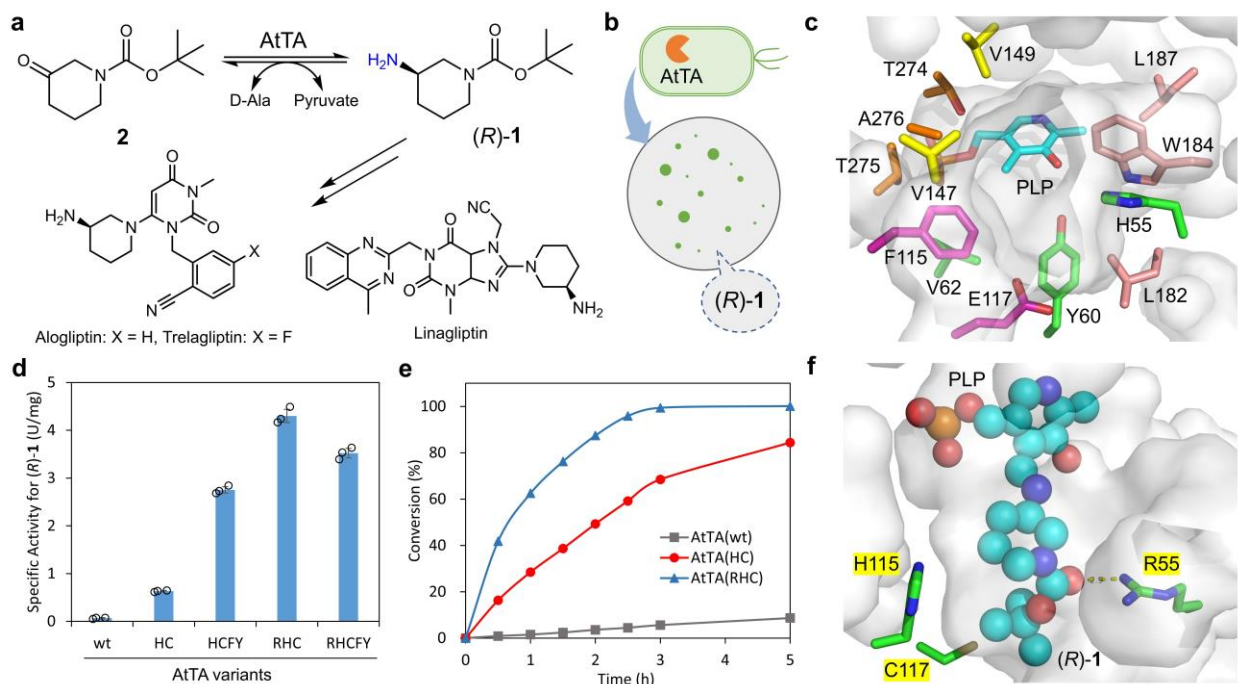 a
O
O
N
O
2
AtTA
D-Ala
Pyruvate
H₂N
O
N
O
(R)-1
O
N
H₂N
N
N
O
X
N
Alogliptin: X = H, Trelagliptin: X = F
NC
O
N
N
N
N
O
N
N
N
NH₂
Linagliptin
b
AtTA
(R)-1
c
V149
T274
L187
A276
W184
T275
PLP
V147
H55
F115
V62
E117
L182
Y60
d
Specific Activity for (R)-1 (U/mg)
5
4
3
2
1
0
wt HC HCFY RHC RHCFY
AtTA variants
e
Conversion (%)
100
80
60
40
20
0
AtTA(wt)
AtTA(HC)
AtTA(RHC)
0 1 2 3 4 5
Time (h)
f
PLP
H115
R55
C117
(R)-1